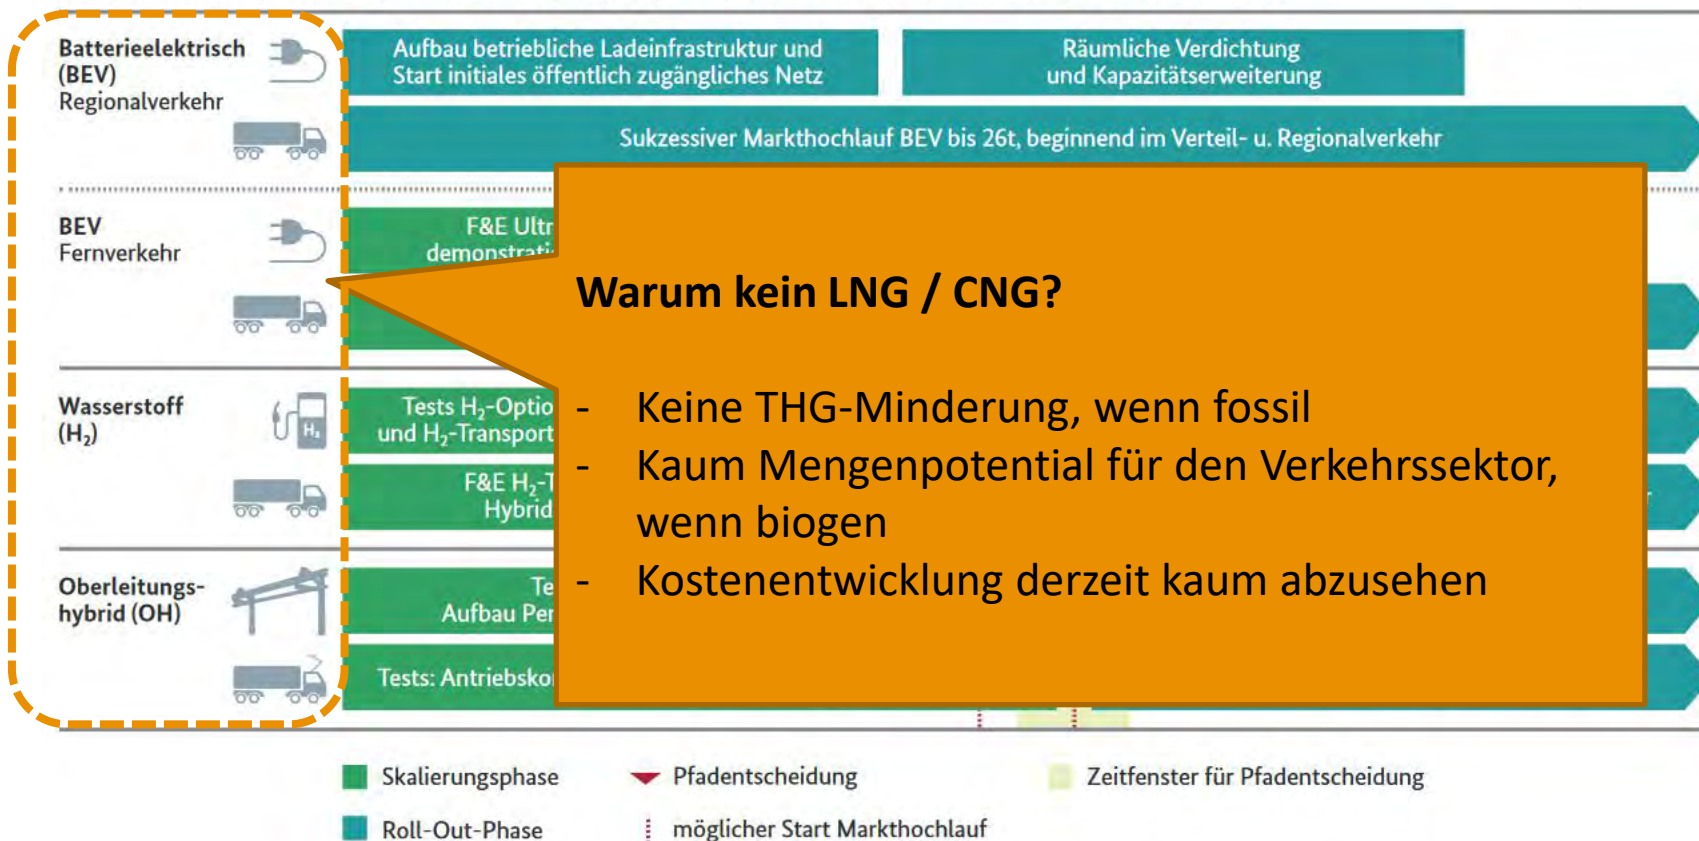 Batterieelektrisch
(BEV)
Regionalverkehr
Aufbau betriebliche Ladeinfrastruktur und
Start initiales öffentlich zugängliches Netz
Räumliche Verdichtung
und Kapazitätserweiterung
Sukzessiver Markthochlauf BEV bis 26t, beginnend im Verteil- u. Regionalverkehr
BEV
Fernverkehr
F&E Ultr
Warum kein LNG / CNG?
- Keine THG-Minderung, wenn fossil
- Kaum Mengenpotential für den Verkehrssektor,
wenn biogen
- Kostenentwicklung derzeit kaum abzusehen
Wasserstoff
(H₂)
H₂
Tests H₂-Optio
und H₂-Transport
F&E H₂-T
Hybrid
Oberleitungs-
hybrid (OH)
Te
Aufbau Per
Tests: Antriebsko
Skalierungsphase
Pfadentscheidung
Zeitfenster für Pfadentscheidung
Roll-Out-Phase
möglicher Start Markthochlauf